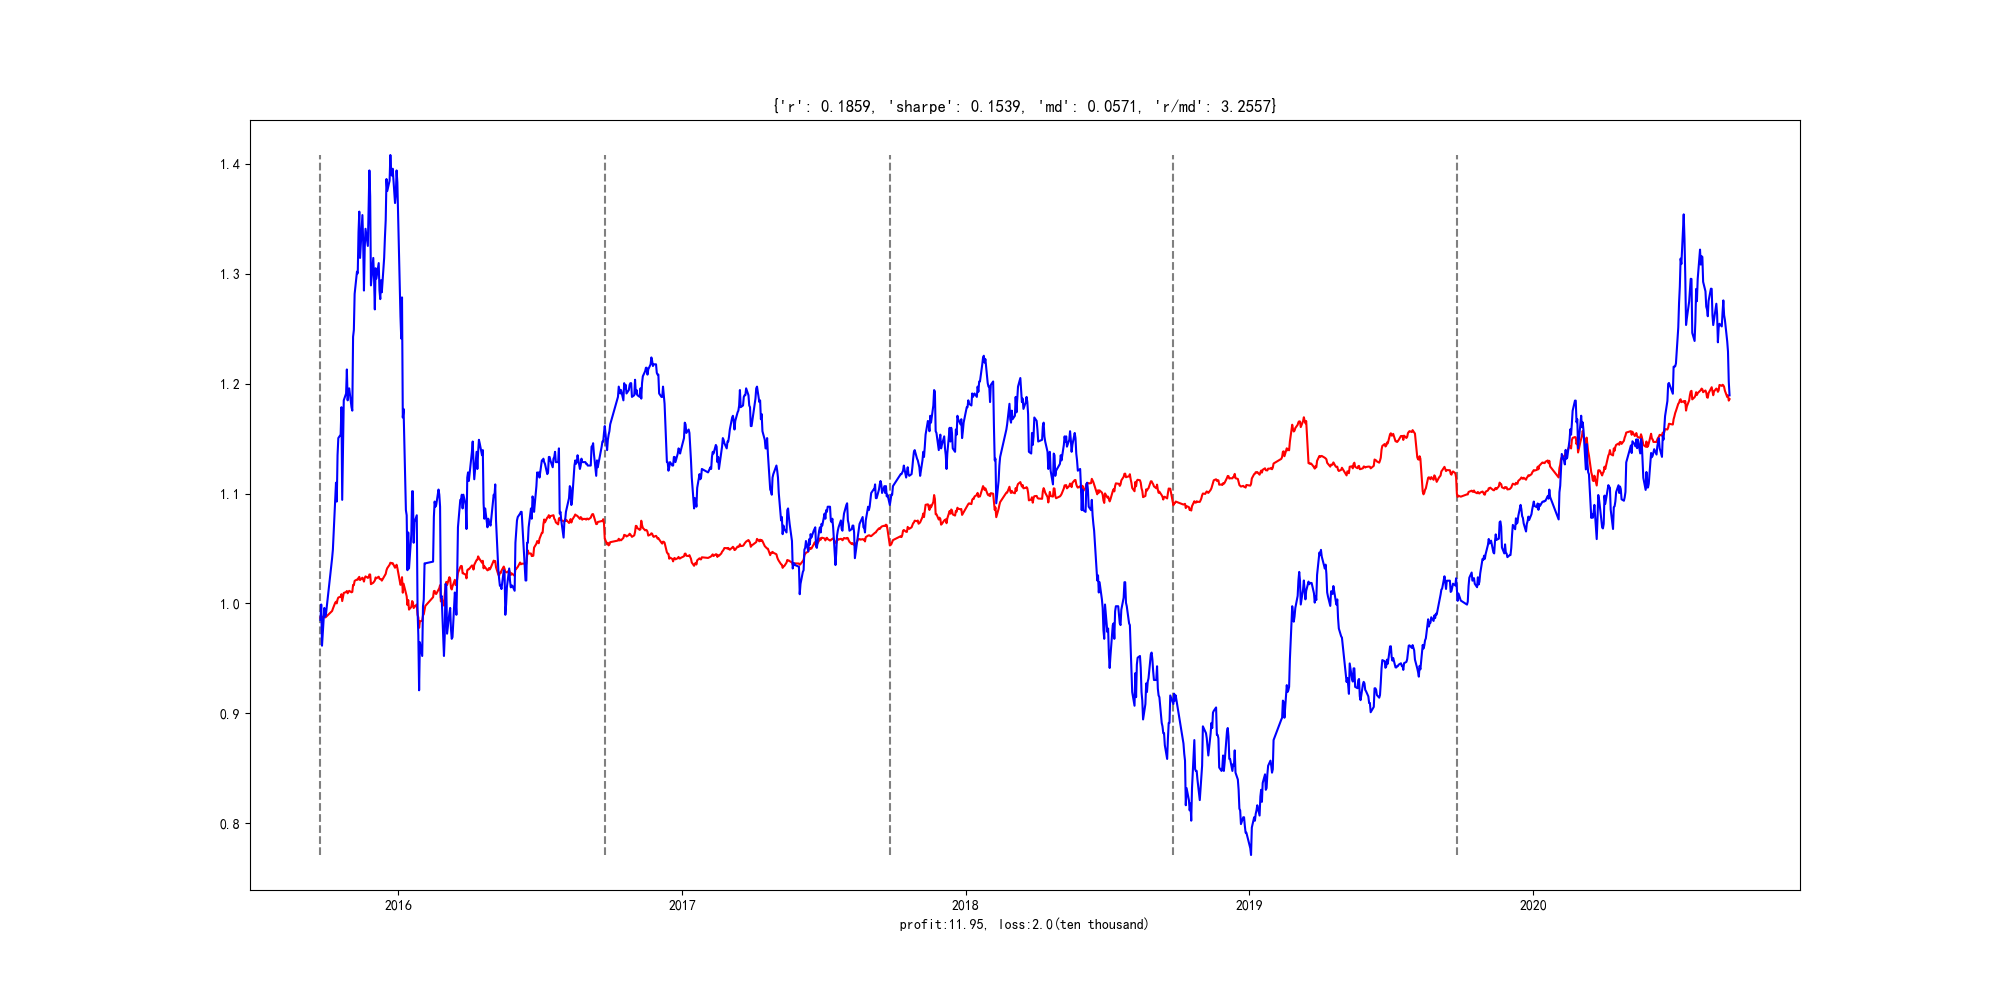 {'r': 0.1859, 'sharpe': 0.1539, 'md': 0.0571, 'r/md': 3.2557}
1.4
1.3
1.2
1.1
1.0
0.9
0.8
2016 2017 2018 2019 2020
profit:11.95, loss:2.0(ten thousand)